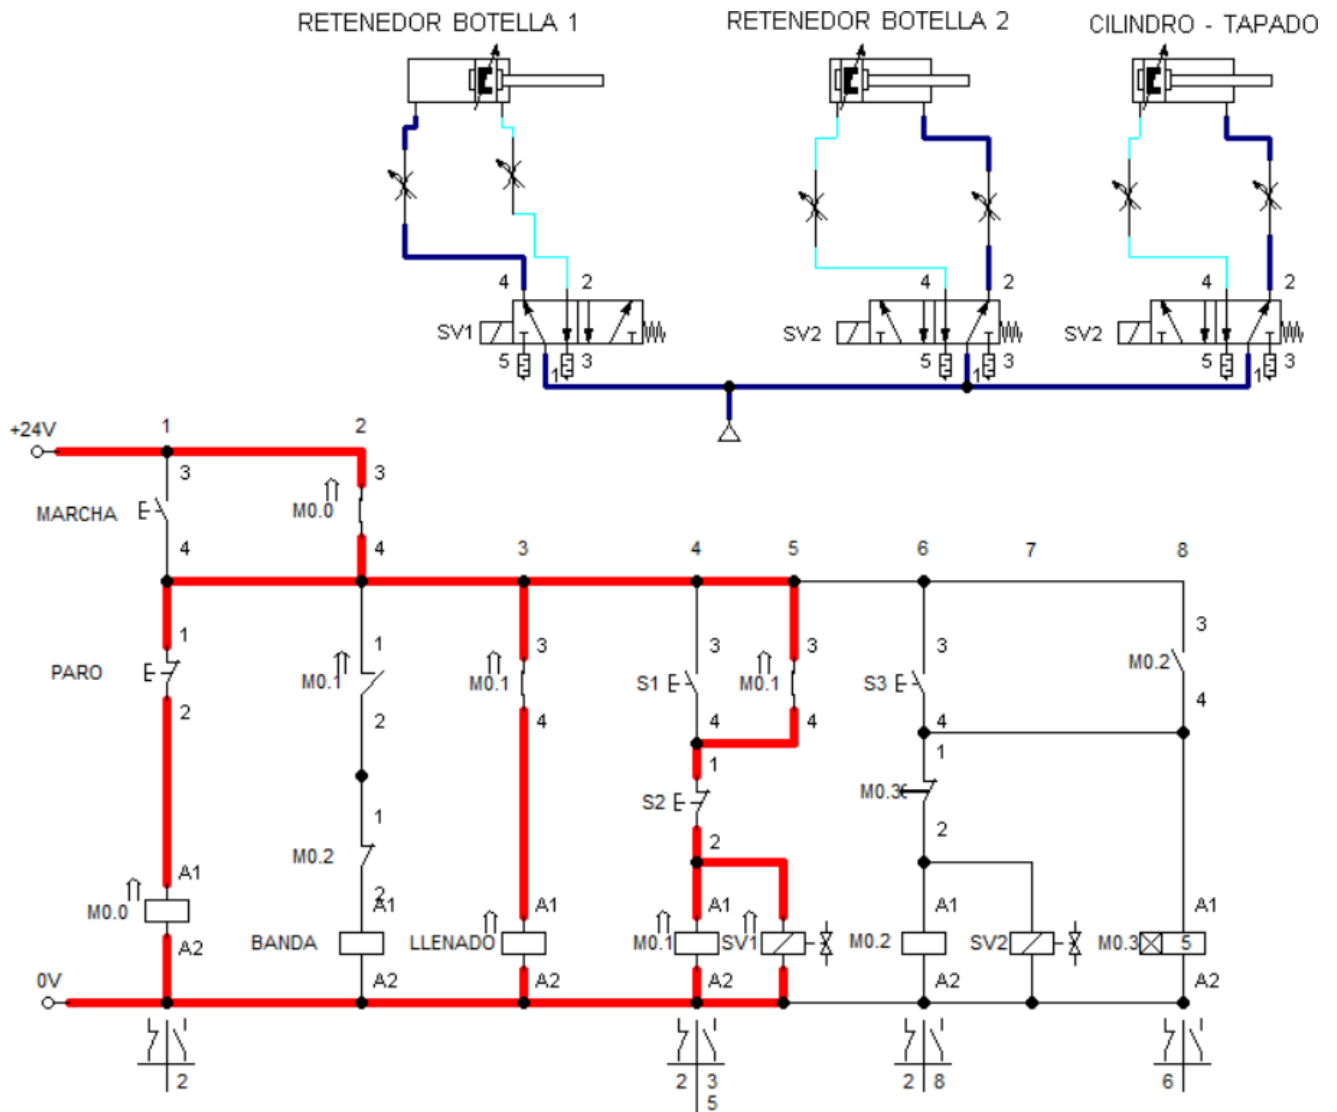 RETENEDOR BOTELLA 1 RETENEDOR BOTELLA 2 CILINDRO - TAPADO
4 2 4 2 4 2
SV1 SV2 SV2
5 1 3 5 1 3 5 1 3
+24V 1 2
3 3
MARCHA M0.0
4 4 3 4 5 6 7 8
1 1 3 3 3 3 3
PARO M0.1 M0.1 S1 M0.1 S3 M0.2
2 2 4 4 4 4 4
1 1 1
S2 M0.3
M0.2 2 2
A1 2
M0.0 A1 A1 A1 A1 A1
BANDA LLENADO M0.1 SV1 M0.2 SV2 M0.3 5
A2 A2 A2 A2 A2 A2
0V
2 2 3 2 8 6
5